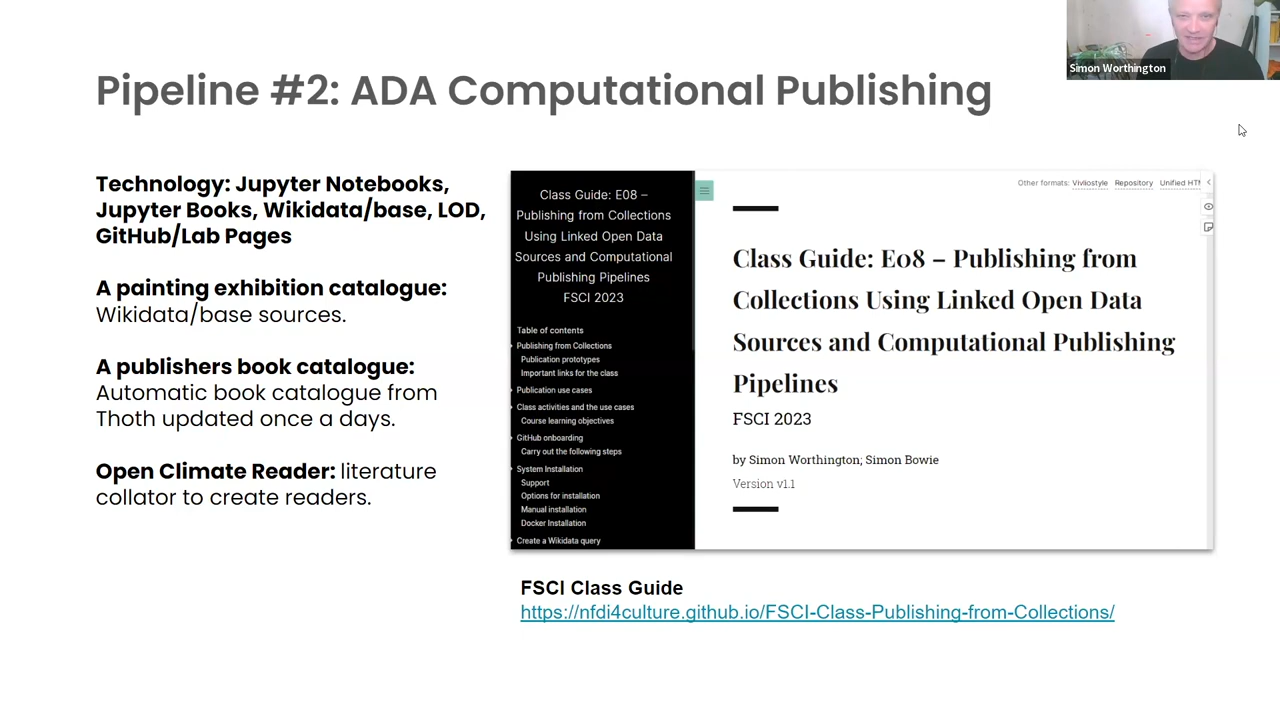 Simon Worthington
Pipeline #2: ADA Computational Publishing
Technology: Jupyter Notebooks,
Jupyter Books, Wikidata/base, LOD,
GitHub/Lab Pages
A painting exhibition catalogue:
Wikidata/base sources.
A publishers book catalogue:
Automatic book catalogue from
Thoth updated once a days.
Open Climate Reader: literature
collator to create readers.
Class Guide: E08 –
Publishing from Collections
Using Linked Open Data
Sources and Computational
Publishing Pipelines
FSCI 2023
Table of contents
Publishing from Collections
Publication prototypes
Important links for the class
Publication use cases
Class activities and the use cases
Course learning objectives
GitHub onboarding
Carry out the following steps
System Installation
Support
Options for installation
Manual installation
Docker Installation
Create a Wikidata query
Other formats: Vivliostyle Repository Unified
Class Guide: E08 – Publishing from
Collections Using Linked Open Data
Sources and Computational Publishing
Pipelines
FSCI 2023
by Simon Worthington; Simon Bowie
Version v1.1
FSCI Class Guide
https://nfdi4culture.github.io/FSCI-Class-Publishing-from-Collections/